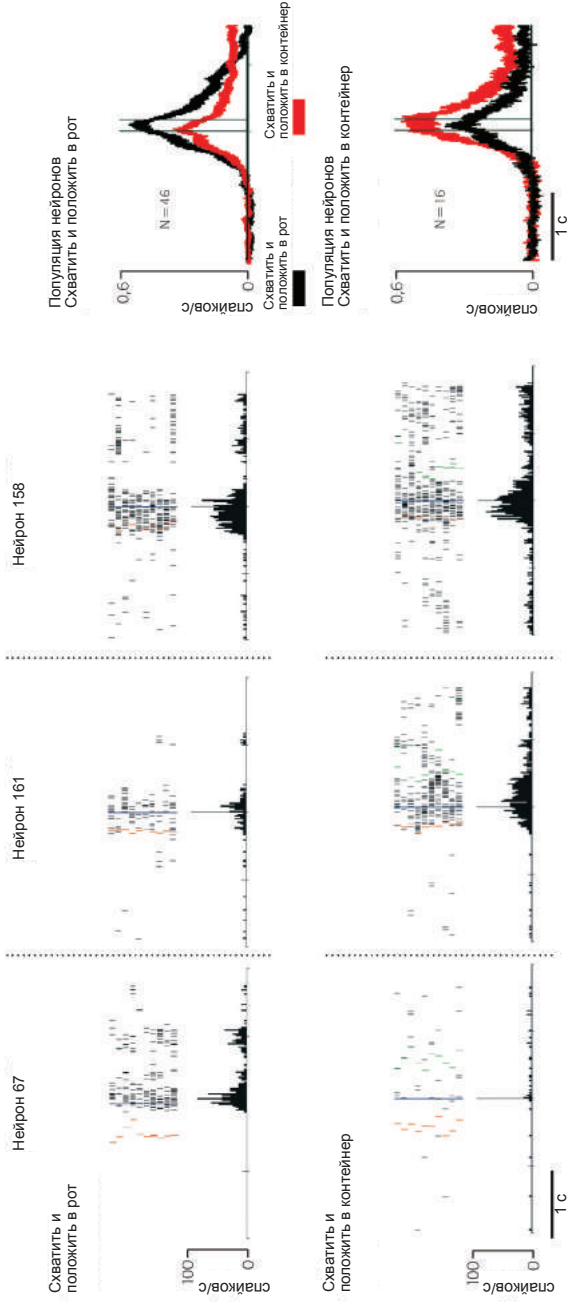 Нейрон 67
Нейрон 161
Нейрон 158
Схватить и
положить в рот
100
0
спайков/с
Схватить и
положить в контейнер
100
0
спайков/с
1 с
Популяция нейронов
Схватить и положить в рот
0,6
0
спайков/с
N = 46
Схватить и
положить в рот
Схватить и
положить в контейнер
Популяция нейронов
Схватить и положить в контейнер
0,6
0
спайков/с
N = 16
1 с